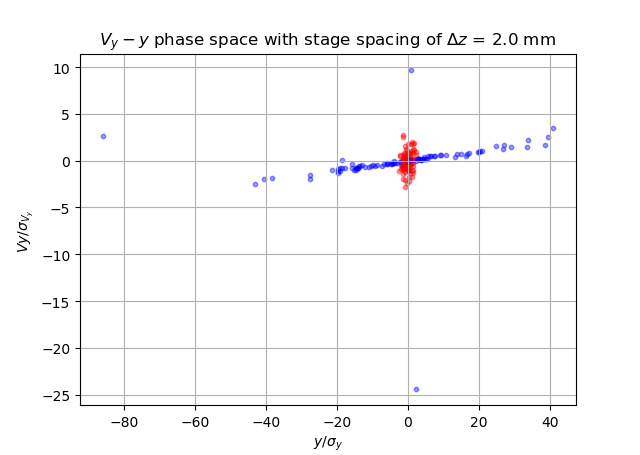 $V_y - y$ phase space with stage spacing of $\Delta z$ = 2.0 mm
10
5
0
−5
−10
−15
−20
−25
$Vy/\sigma_{V_y}$
−80 −60 −40 −20 0 20 40
$y/\sigma_y$